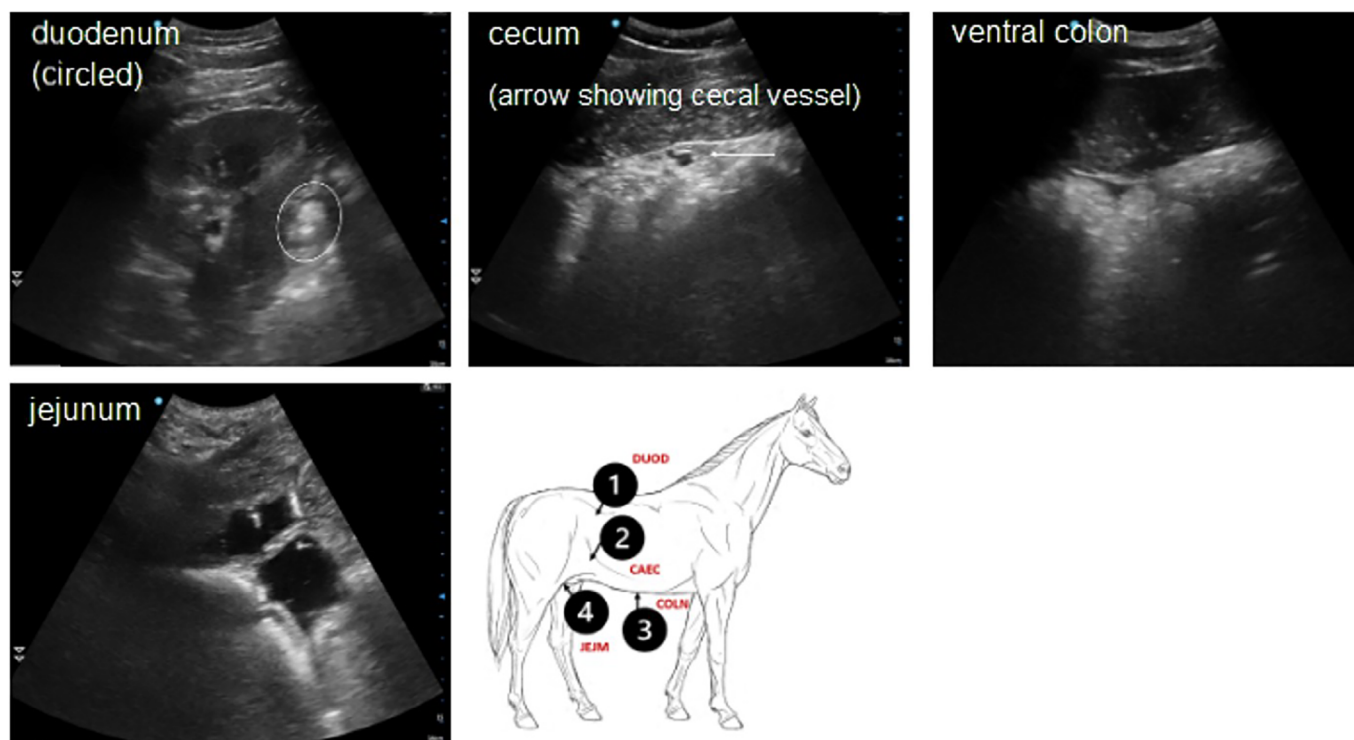 duodenum
(circled)
cecum
(arrow showing cecal vessel)
ventral colon
jejunum
DUOD
1
2
CAEC
4
COLN
3
JEJM